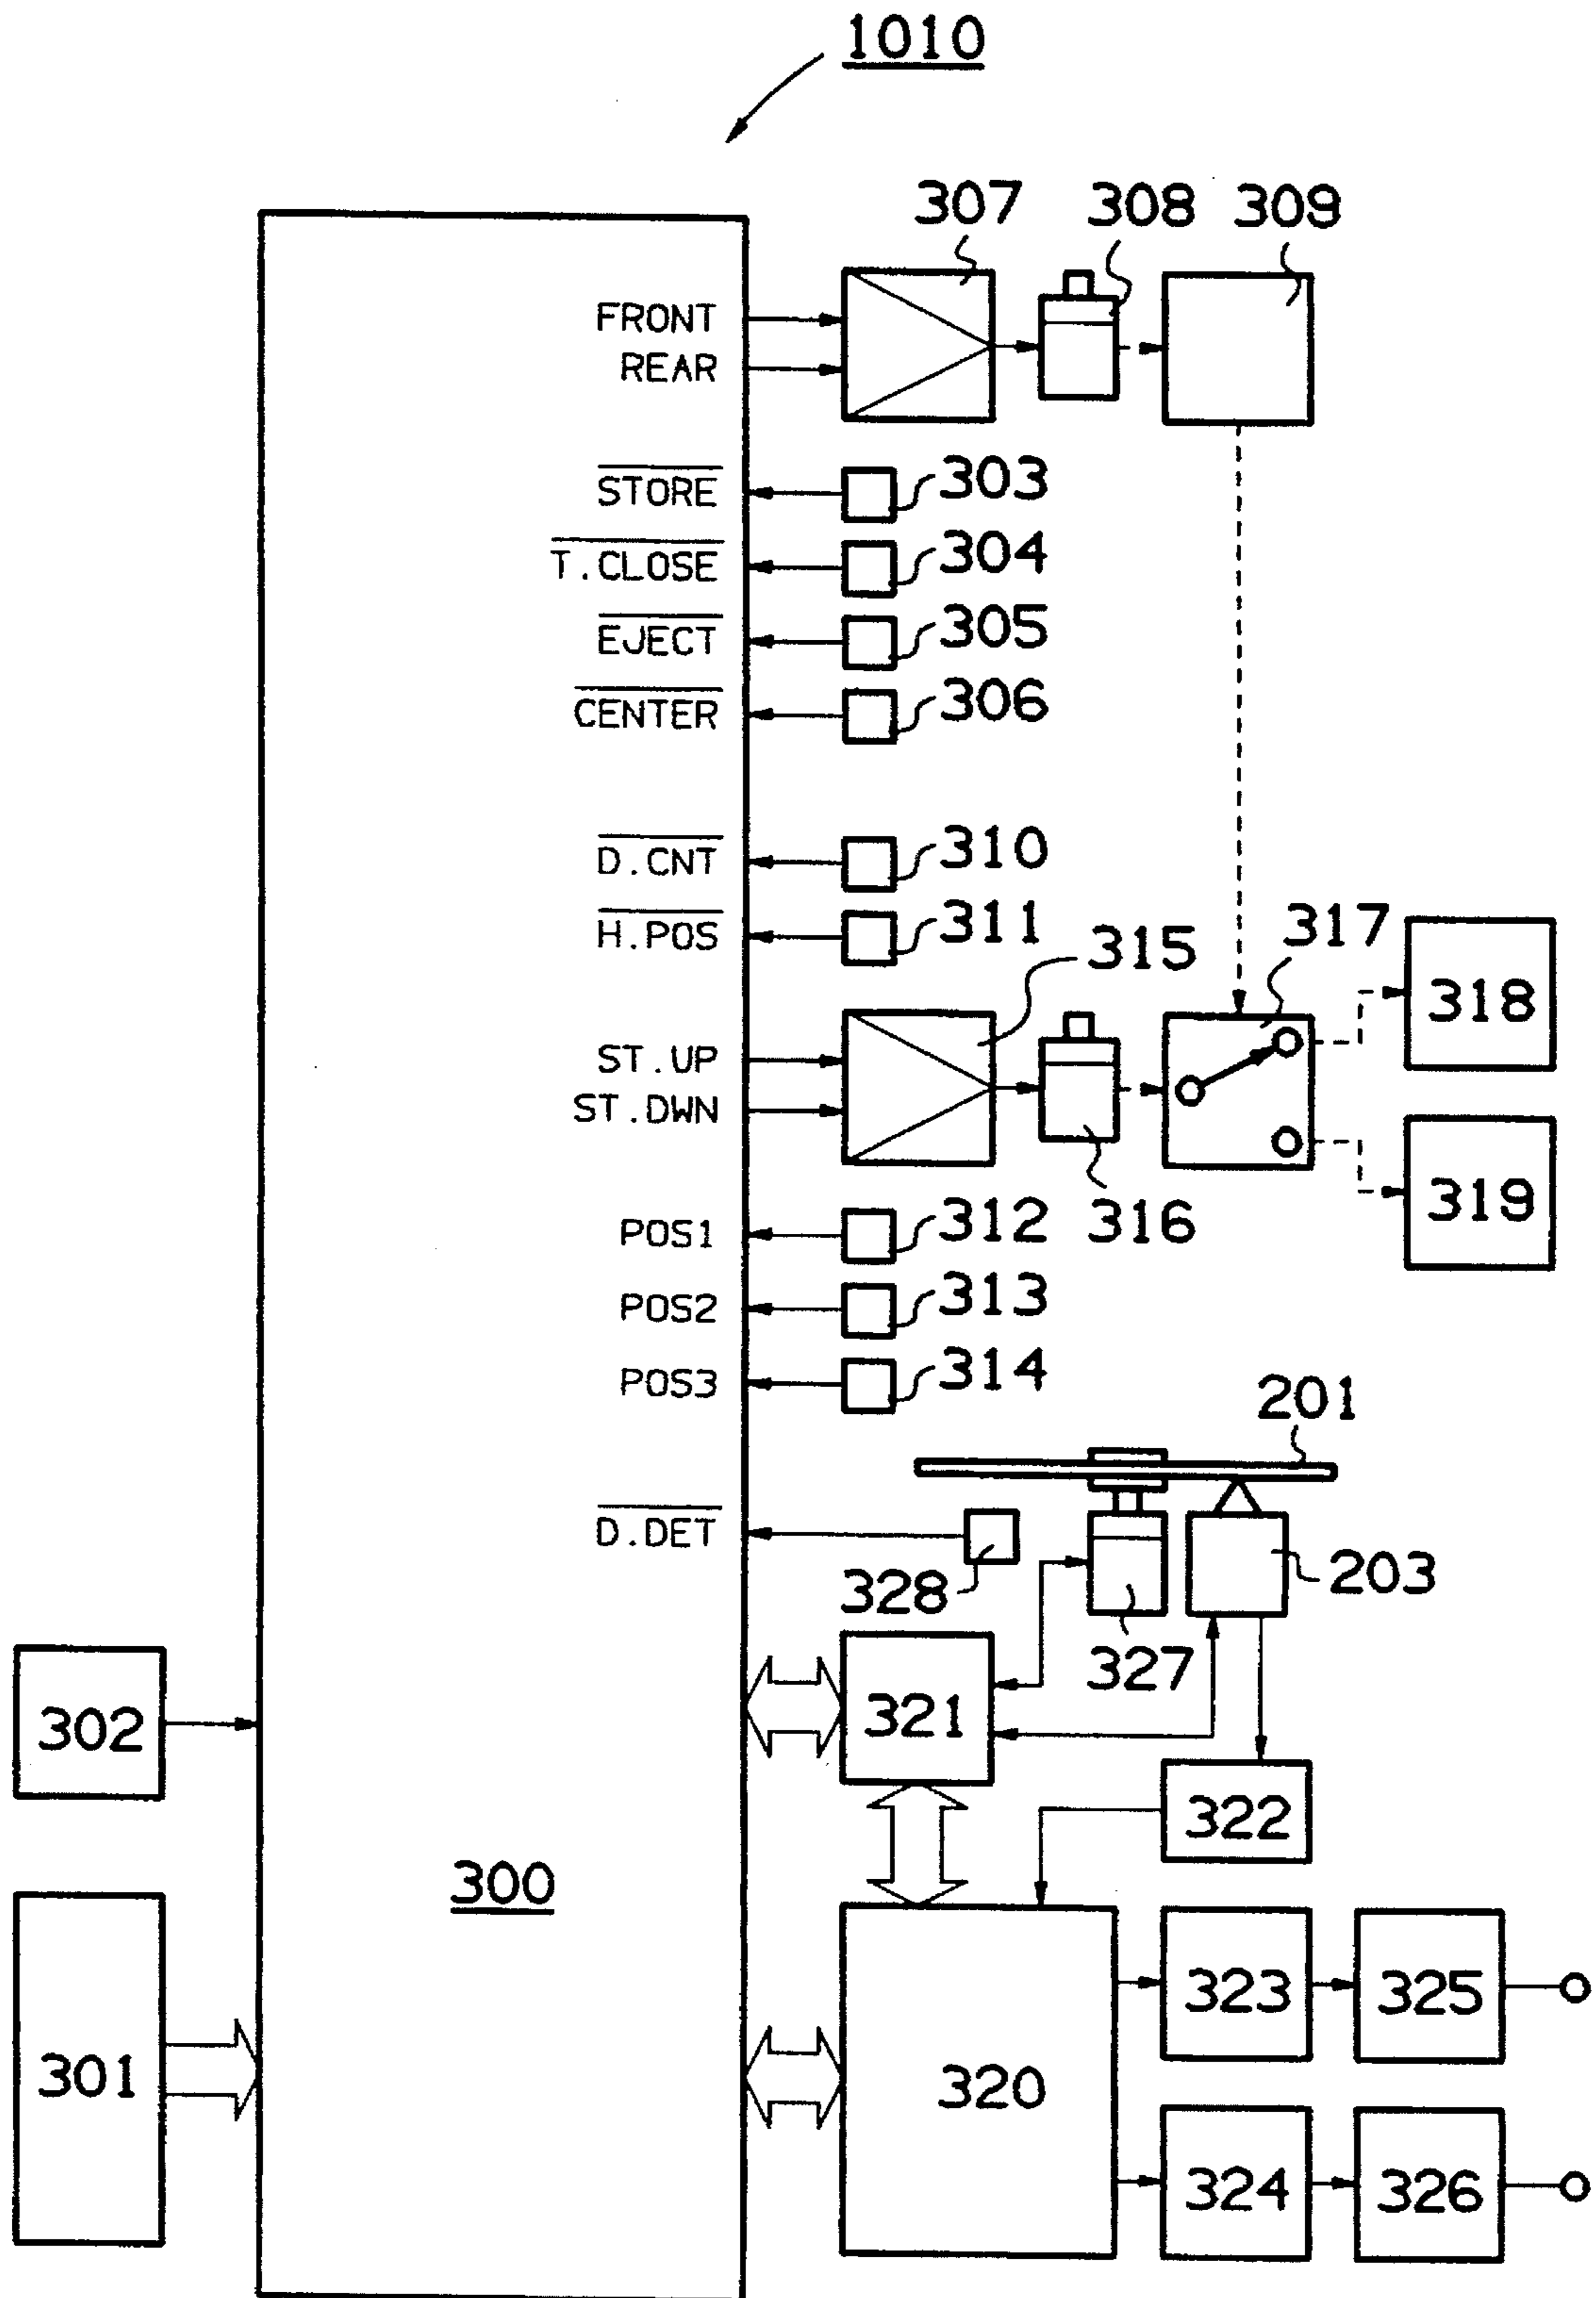 1010
307 308 309
FRONT
REAR
STORE 303
T.CLOSE 304
EJECT 305
CENTER 306
D.CNT 310
H.POS 311
315 317
318
ST.UP
ST.DWN
316
319
POS1 312
POS2 313
POS3 314
201
D.DET
328
203
327
302
321
322
300
301
320
323 325
324 326